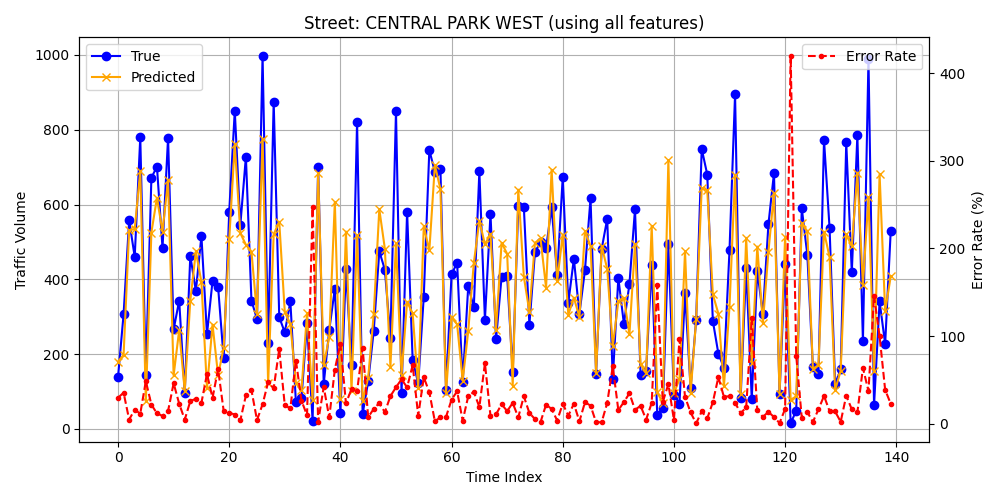 Street: CENTRAL PARK WEST (using all features)
True
Predicted
Error Rate
Traffic Volume
1000
800
600
400
200
0
400
300
200
100
0
Error Rate (%)
0 20 40 60 80 100 120 140
Time Index